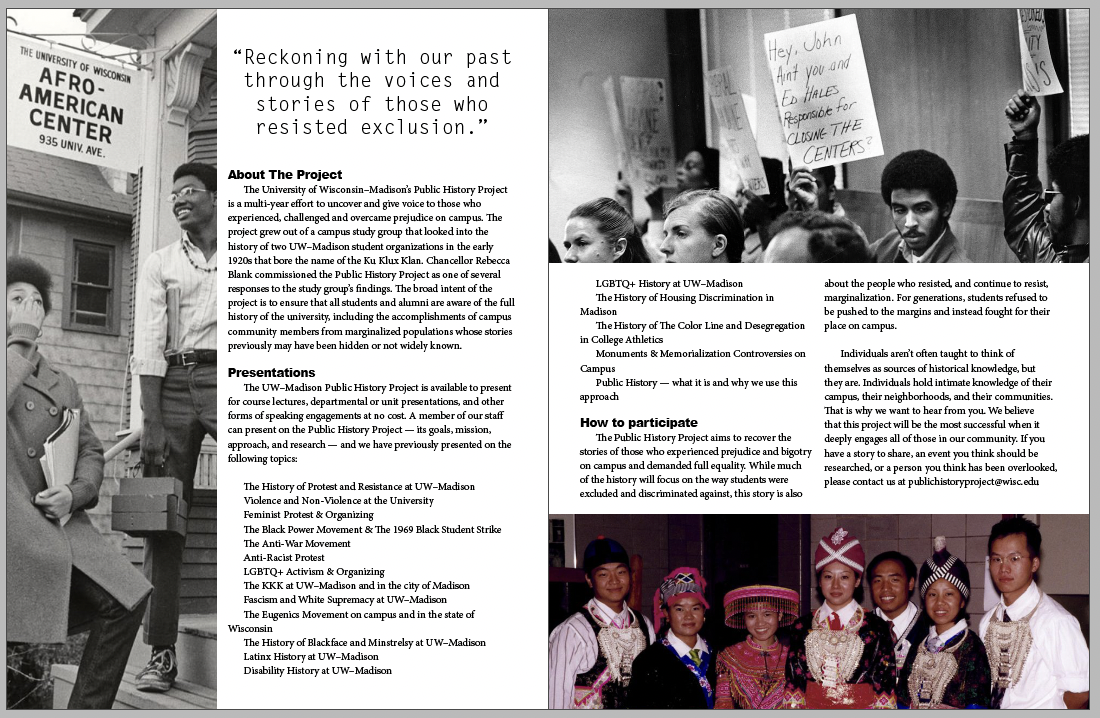 THE UNIVERSITY OF WISCONSIN
AFRO-
AMERICAN
CENTER
935 UNIV. AVE.
“Reckoning with our past
through the voices and
stories of those who
resisted exclusion.”
About The Project
The University of Wisconsin–Madison’s Public History Project
is a multi-year effort to uncover and give voice to those who
experienced, challenged and overcame prejudice on campus. The
project grew out of a campus study group that looked into the
history of two UW–Madison student organizations in the early
1920s that bore the name of the Ku Klux Klan. Chancellor Rebecca
Blank commissioned the Public History Project as one of several
responses to the study group’s findings. The broad intent of the
project is to ensure that all students and alumni are aware of the full
history of the university, including the accomplishments of campus
community members from marginalized populations whose stories
previously may have been hidden or not widely known.
Presentations
The UW–Madison Public History Project is available to present
for course lectures, departmental or unit presentations, and other
forms of speaking engagements at no cost. A member of our staff
can present on the Public History Project — its goals, mission,
approach, and research — and we have previously presented on the
following topics:
The History of Protest and Resistance at UW–Madison
Violence and Non-Violence at the University
Feminist Protest & Organizing
The Black Power Movement & The 1969 Black Student Strike
The Anti-War Movement
Anti-Racist Protest
LGBTQ+ Activism & Organizing
The KKK at UW–Madison and in the city of Madison
Fascism and White Supremacy at UW–Madison
The Eugenics Movement on campus and in the state of
Wisconsin
The History of Blackface and Minstrelsy at UW–Madison
Latinx History at UW–Madison
Disability History at UW–Madison
Hey, John
Ain't you and
Ed HALES
Responsible for
CLOSING THE
CENTERS?
LGBTQ+ History at UW–Madison
The History of Housing Discrimination in
Madison
The History of The Color Line and Desegregation
in College Athletics
Monuments & Memorialization Controversies on
Campus
Public History — what it is and why we use this
approach
How to participate
The Public History Project aims to recover the
stories of those who experienced prejudice and bigotry
on campus and demanded full equality. While much
of the history will focus on the way students were
excluded and discriminated against, this story is also
about the people who resisted, and continue to resist,
marginalization. For generations, students refused to
be pushed to the margins and instead fought for their
place on campus.
Individuals aren’t often taught to think of
themselves as sources of historical knowledge, but
they are. Individuals hold intimate knowledge of their
campus, their neighborhoods, and their communities.
That is why we want to hear from you. We believe
that this project will be the most successful when it
deeply engages all of those in our community. If you
have a story to share, an event you think should be
researched, or a person you think has been overlooked,
please contact us at publichistoryproject@wisc.edu